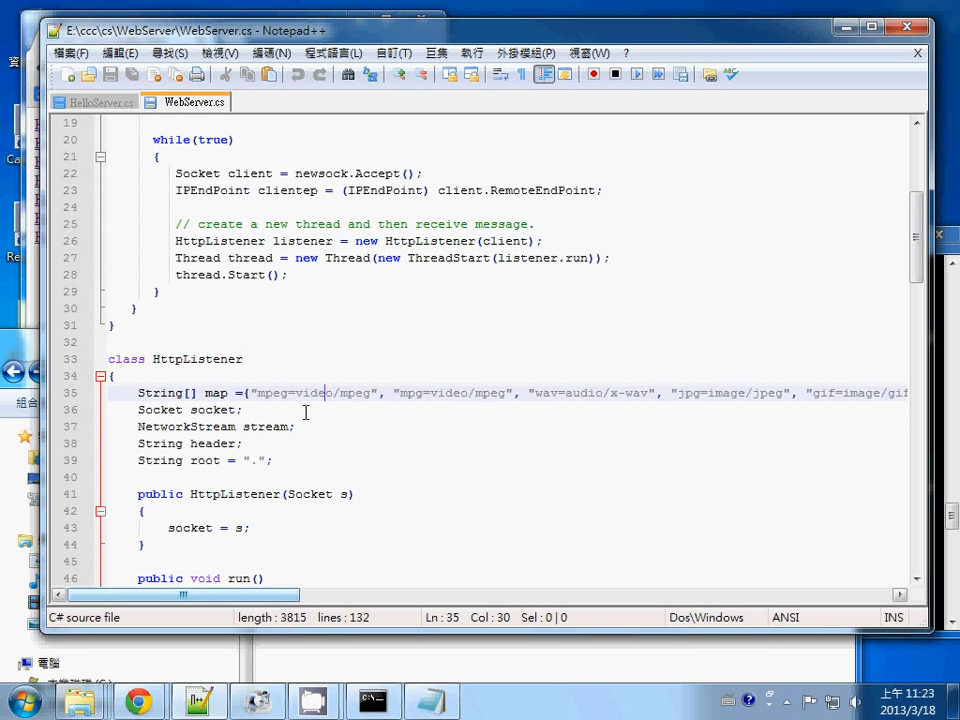 E:\ccc\cs\WebServer\WebServer.cs - Notepad++
檔案(F) 編輯(E) 尋找(S) 檢視(V) 編碼(N) 程式語言(L) 自訂(T) 巨集 執行 外掛模組(P) 視窗(W) ? X
HelloServer.cs WebServer.cs
19
20 while(true)
21 {
22 Socket client = newsock.Accept();
23 IPEndPoint clientep = (IPEndPoint) client.RemoteEndPoint;
24
25 // create a new thread and then receive message.
26 HttpListener listener = new HttpListener(client);
27 Thread thread = new Thread(new ThreadStart(listener.run));
28 thread.Start();
29 }
30 }
31 }
32
33 class HttpListener
34 {
35 String[] map ={"mpeg=video/mpeg", "mpg=video/mpeg", "wav=audio/x-wav", "jpg=image/jpeg", "gif=image/gif
36 Socket socket;
37 NetworkStream stream;
38 String header;
39 String root = ".";
40
41 public HttpListener(Socket s)
42 {
43 socket = s;
44 }
45
46 public void run()
C# source file length : 3815 lines : 132 Ln : 35 Col : 30 Sel : 0 | 0 Dos\Windows ANSI INS
電腦
上午 11:23
2013/3/18